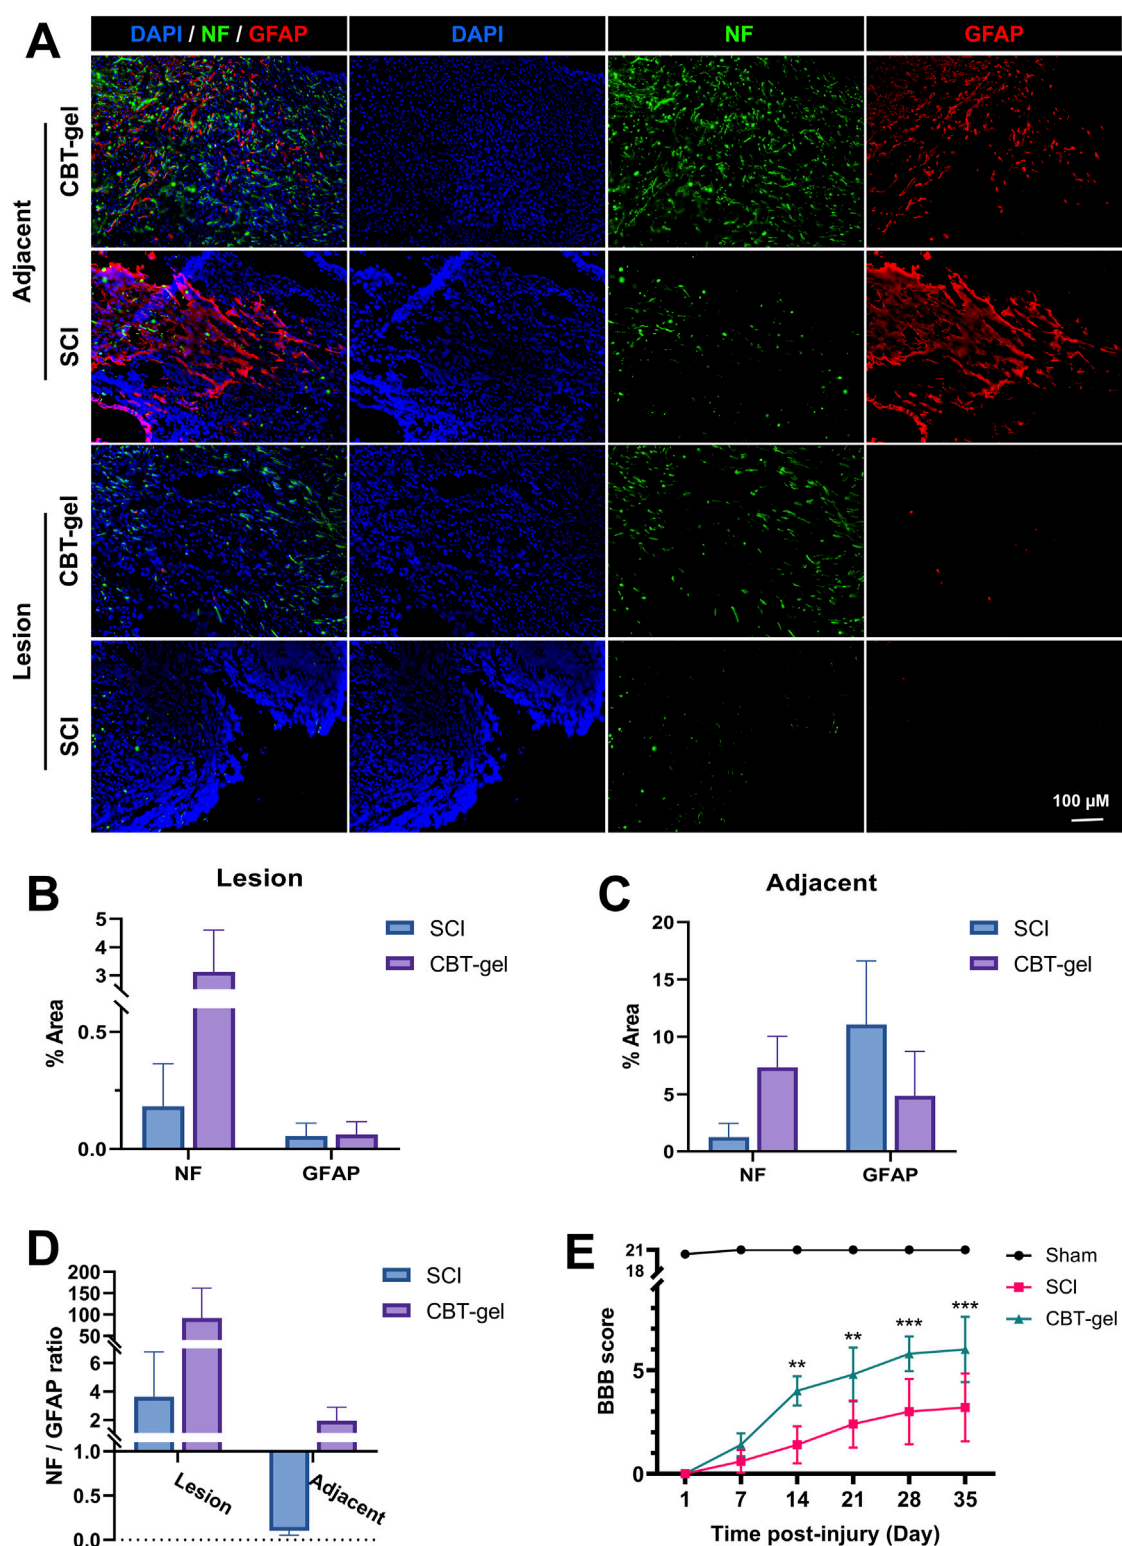 A
DAPI / NF / GFAP
DAPI
NF
GFAP
Adjacent
CBT-gel
SCI
Lesion
CBT-gel
SCI
100 µM
B
Lesion
SCI
CBT-gel
% Area
5
4
3
0.5
0.0
NF
GFAP
C
Adjacent
SCI
CBT-gel
% Area
20
15
10
5
0
NF
GFAP
D
SCI
CBT-gel
NF / GFAP ratio
200
150
100
50
6
4
2
1.0
0.5
0.0
Lesion
Adjacent
E
Sham
SCI
CBT-gel
BBB score
21
18
5
0
**
**
***
***
1 7 14 21 28 35
Time post-injury (Day)